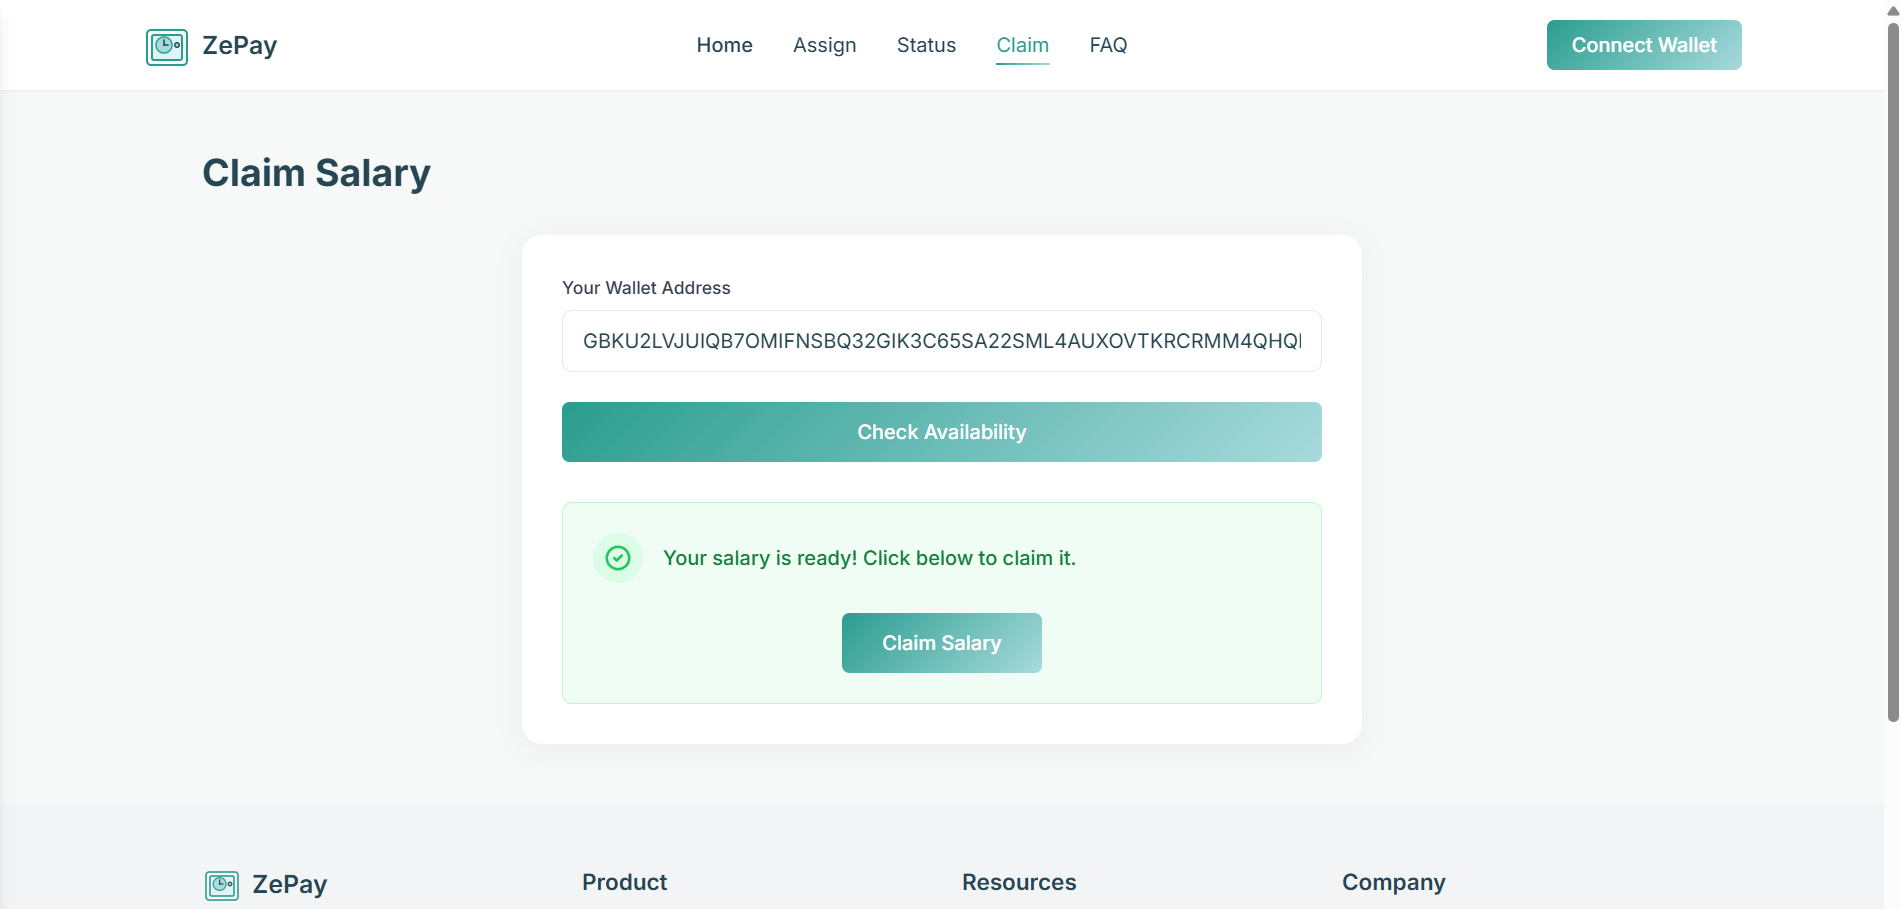 ZePay
Home
Assign
Status
Claim
FAQ
Connect Wallet
Claim Salary
Your Wallet Address
GBKU2LVJUIQB7OMIFNSBQ32GIK3C65SA22SML4AUXOVTKRCRMM4QHQ
Check Availability
Your salary is ready! Click below to claim it.
Claim Salary
ZePay
Product
Resources
Company